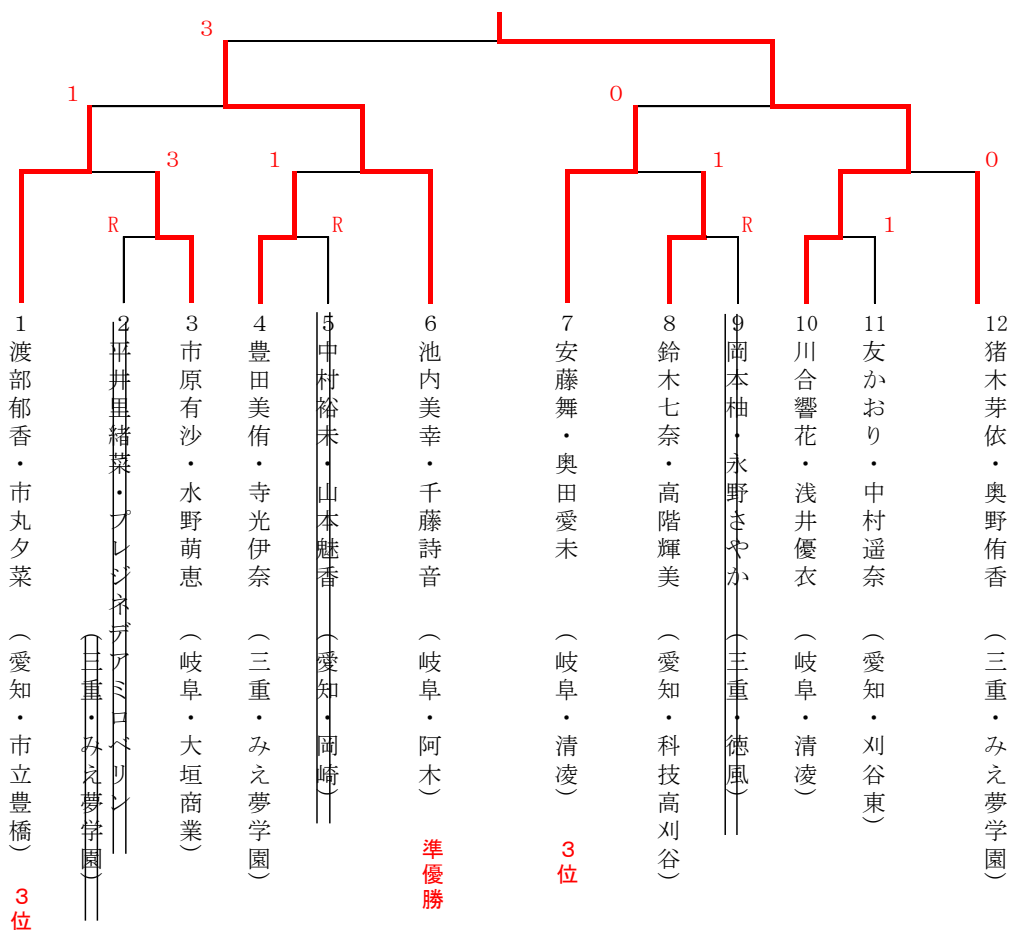 3
1
0
3
1
1
0
R
R
R
1
1 渡部郁香・市丸夕菜 (愛知・市立豊橋) 3位
2 平井里緒菜・プレジネデアミロベリン (三重・みえ夢学園)
3 市原有沙・水野萌恵 (岐阜・大垣商業)
4 豊田美侑・寺光伊奈 (三重・みえ夢学園)
5 中村裕未・山本魅香 (愛知・岡崎)
6 池内美幸・千藤詩音 (岐阜・阿木) 準優勝
7 安藤舞・奥田愛未 (岐阜・清凌) 3位
8 鈴木七奈・高階輝美 (愛知・科技高刈谷)
9 岡本柚・永野さやか (三重・徳風)
10 川合響花・浅井優衣 (岐阜・清凌)
11 友かおり・中村遥奈 (愛知・刈谷東)
12 猪木芽依・奥野侑香 (三重・みえ夢学園)